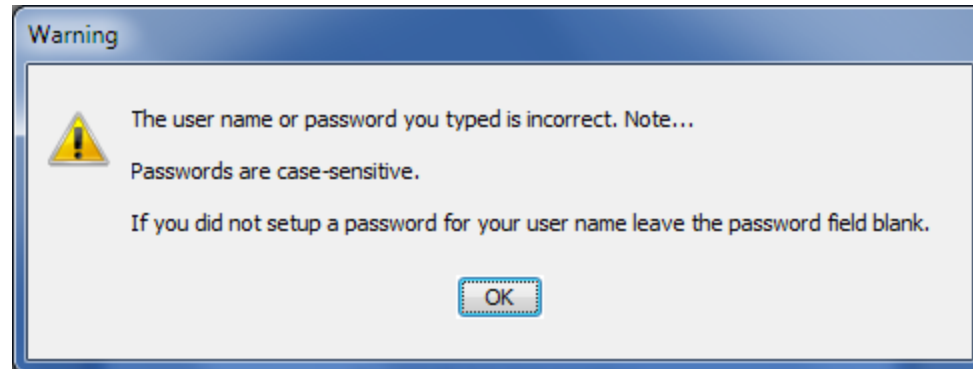 Warning
The user name or password you typed is incorrect. Note...
Passwords are case-sensitive.
If you did not setup a password for your user name leave the password field blank.
OK